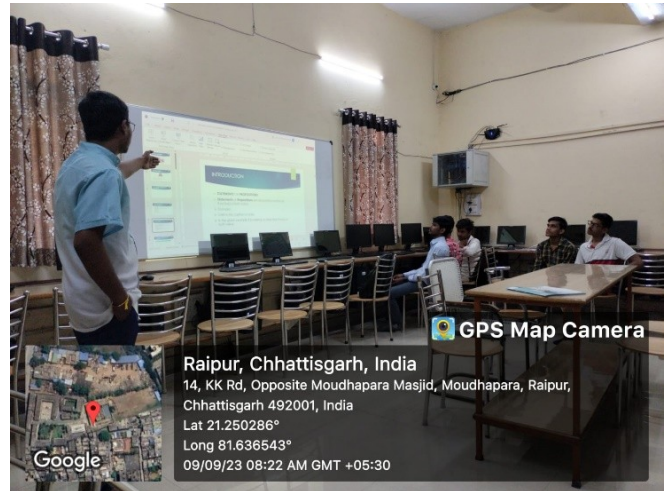 INTRODUCTION
GPS Map Camera
Raipur, Chhattisgarh, India
14, KK Rd, Opposite Moudhapara Masjid, Moudhapara, Raipur,
Chhattisgarh 492001, India
Lat 21.250286°
Long 81.636543°
09/09/23 08:22 AM GMT +05:30
Google